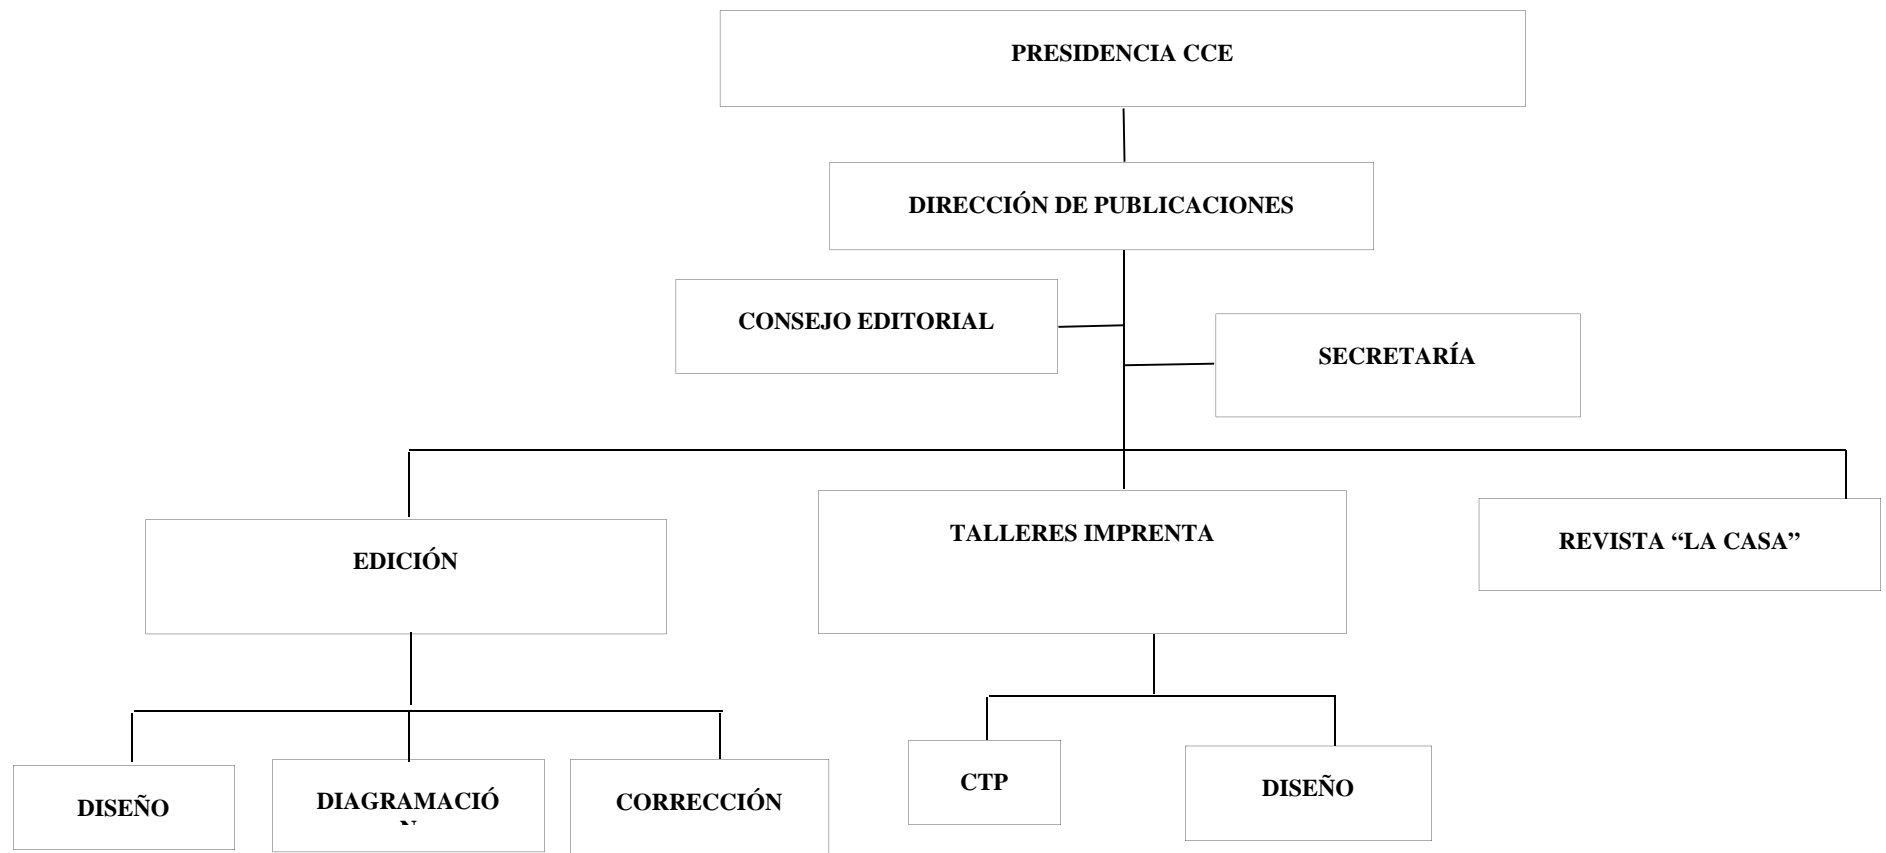 PRESIDENCIA CCE
DIRECCIÓN DE PUBLICACIONES
CONSEJO EDITORIAL
SECRETARÍA
EDICIÓN
TALLERES IMPRENTA
REVISTA “LA CASA”
DISEÑO
DIAGRAMACIÓ
N
CORRECCIÓN
CTP
DISEÑO